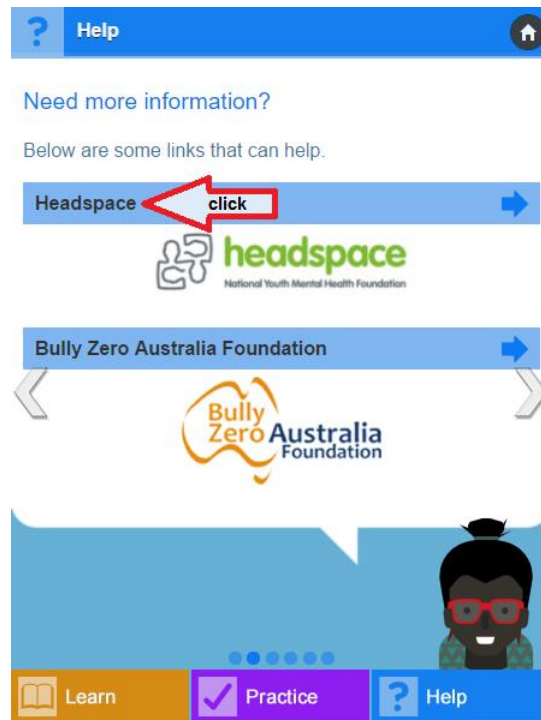 ? Help
Need more information?
Below are some links that can help.
Headspace click
headspace
National Youth Mental Health Foundation
Bully Zero Australia Foundation
Bully
Zero Australia
Foundation
Learn Practice ? Help